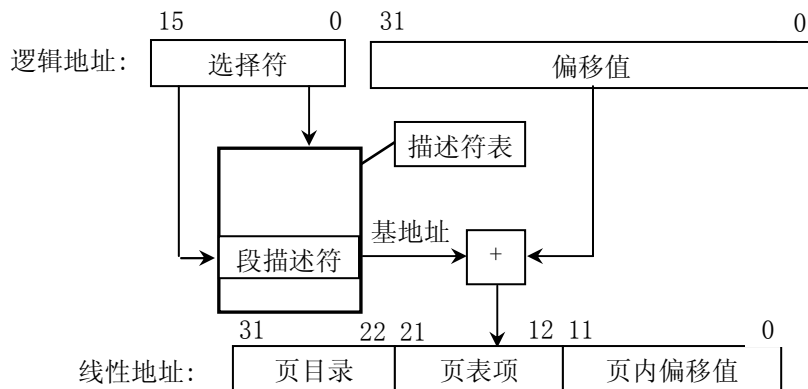 15 0 31 0
逻辑地址: 选择符 偏移值
描述符表
基地址
段描述符 +
31 22 21 12 11 0
线性地址: 页目录 页表项 页内偏移值